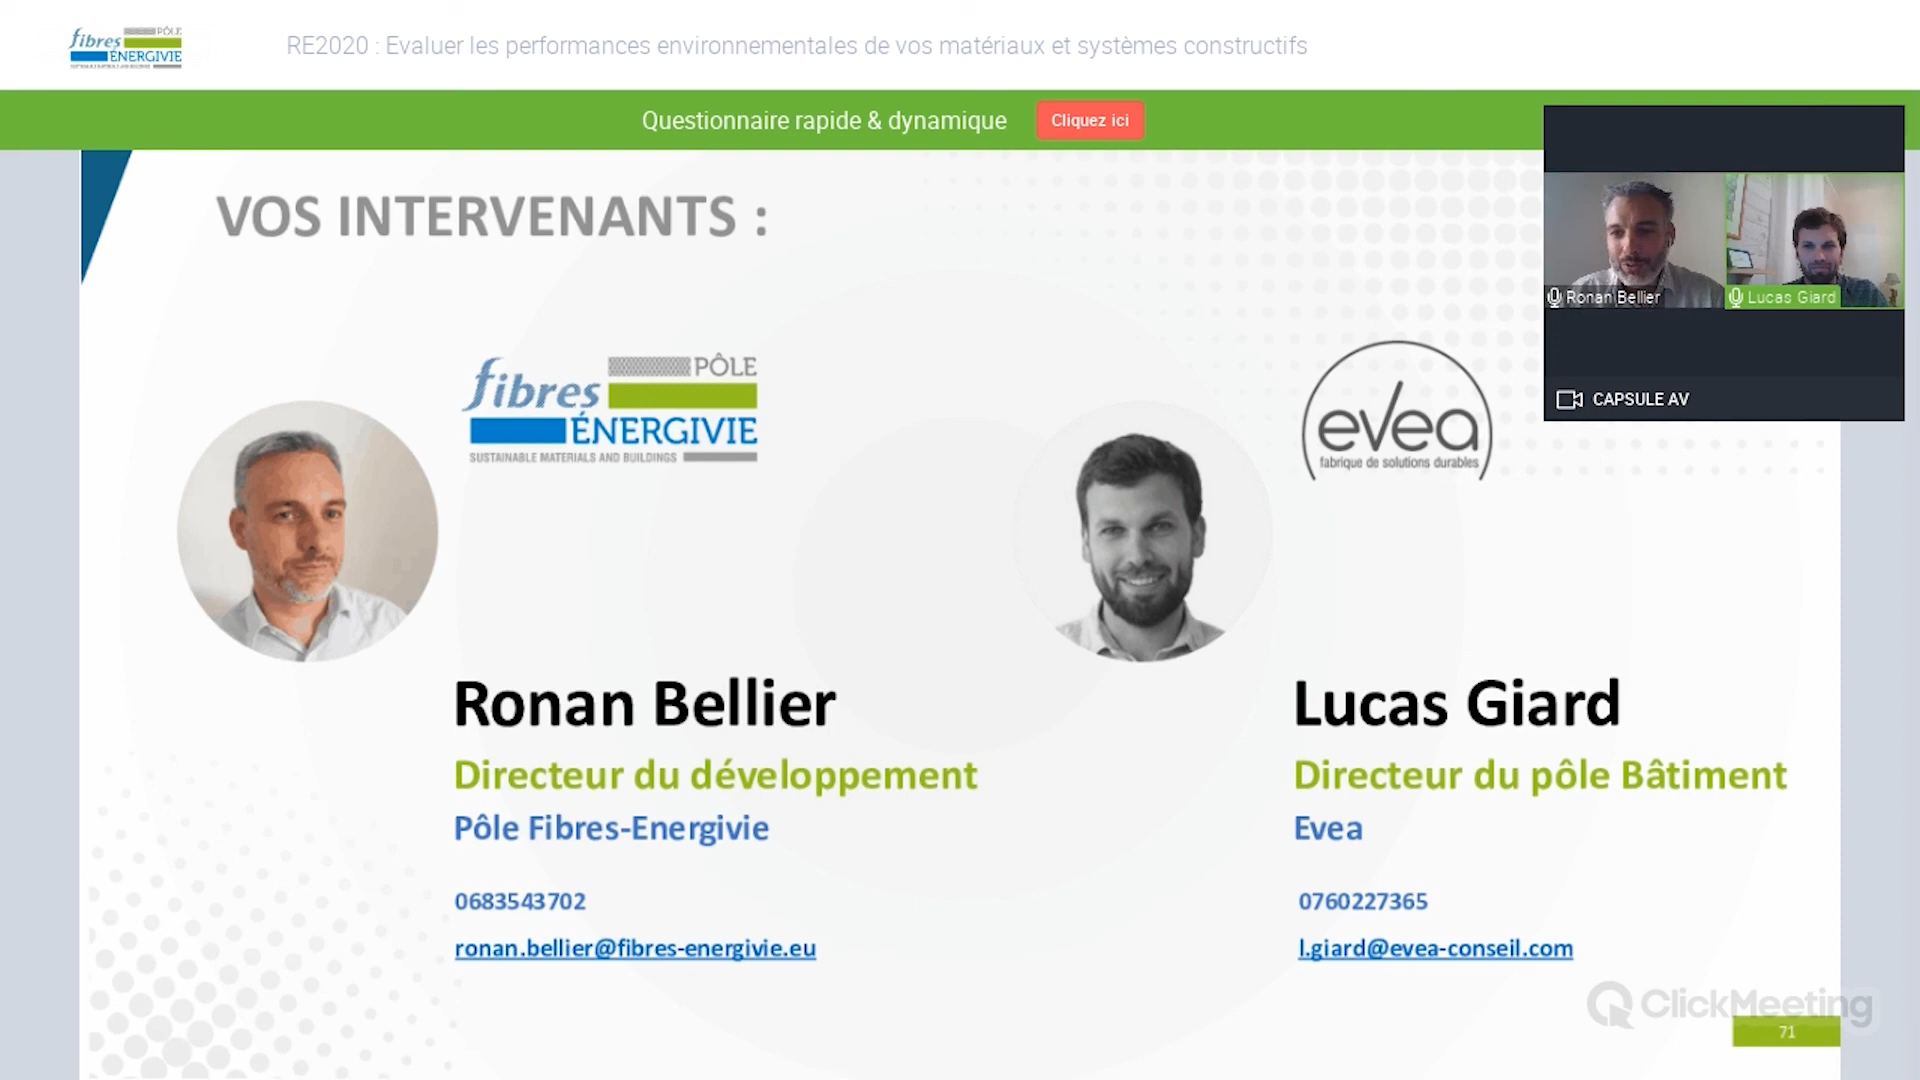 fibres PÔLE
ÉNERGIVIE
RE2020 : Evaluer les performances environnementales de vos matériaux et systèmes constructifs
Questionnaire rapide & dynamique
Cliquez ici
VOS INTERVENANTS :
Ronan Bellier
Lucas Giard
CAPSULE AV
fibres PÔLE
ÉNERGIVIE
SUSTAINABLE MATERIALS AND BUILDINGS
evea
fabrique de solutions durables
Ronan Bellier
Directeur du développement
Pôle Fibres-Energivie
0683543702
ronan.bellier@fibres-energivie.eu
Lucas Giard
Directeur du pôle Bâtiment
Evea
0760227365
l.giard@evea-conseil.com
ClickMeeting
71